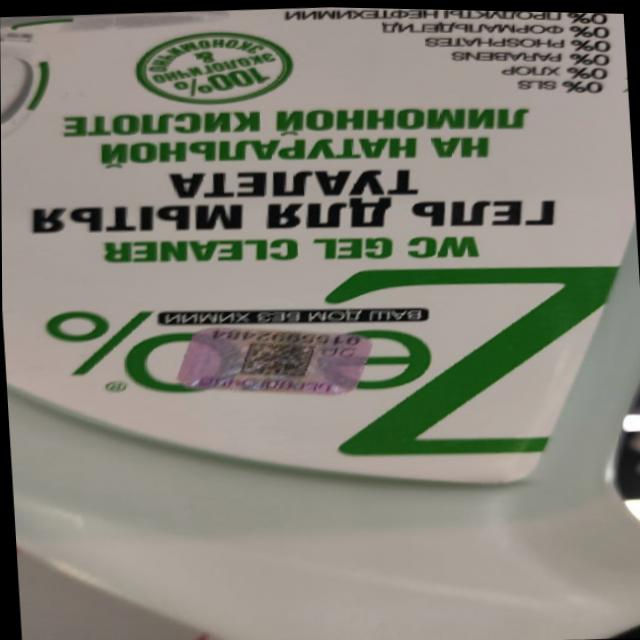 Zero%®
ВАШ ДОМ БЕЗ ХИМИИ
WC GEL CLEANER
ГЕЛЬ ДЛЯ МЫТЬЯ
ТУАЛЕТА
НА НАТУРАЛЬНОЙ
ЛИМОННОЙ КИСЛОТЕ
0% SLS
0% ХЛОР
0% PARABENS
0% PHOSPHATES
0% ФОРМАЛЬДЕГИД
0% ПРОДУКТЫ НЕФТЕХИМИИ
100%
ЭКОЛОГИЧНО
&
ЭКОНОМИЧНО